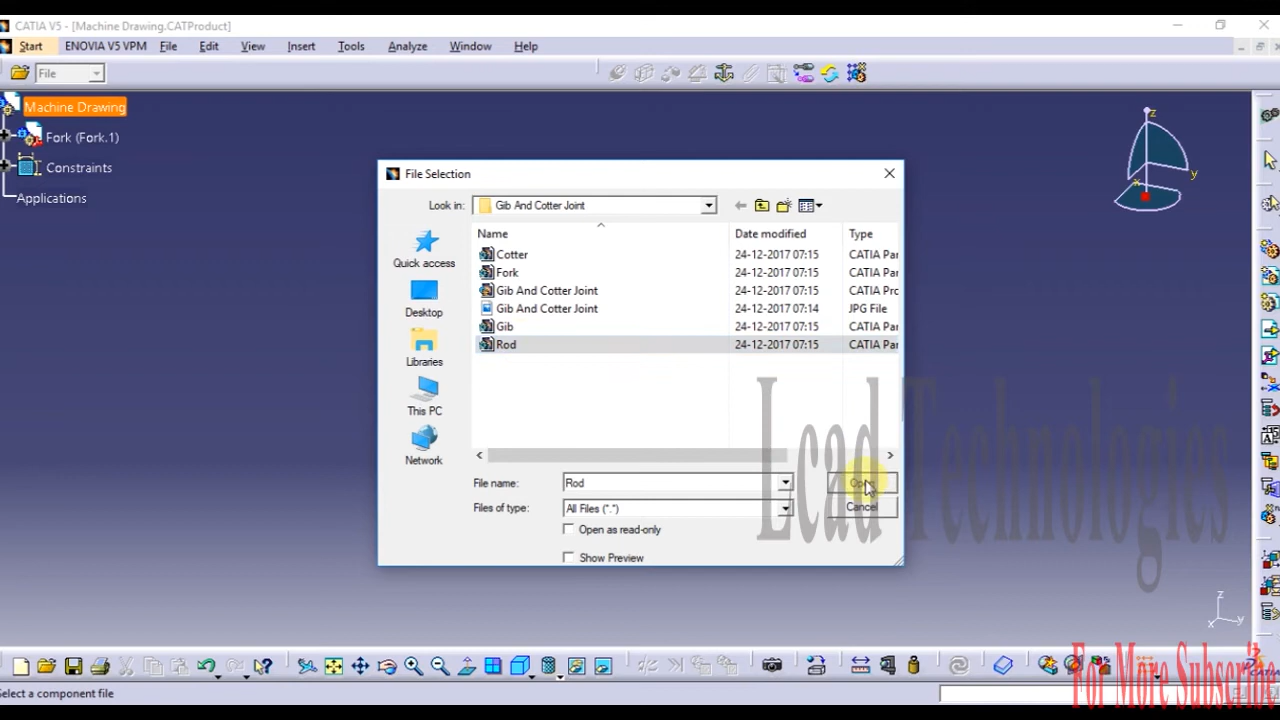 CATIA V5 - [Machine Drawing.CATProduct]
Start ENOVIA V5 VPM File Edit View Insert Tools Analyze Window Help
File
Machine Drawing
Fork (Fork.1)
Constraints
Applications
z
y
x
File Selection
Look in: Gib And Cotter Joint
Name Date modified Type
Cotter 24-12-2017 07:15 CATIA Par
Fork 24-12-2017 07:15 CATIA Par
Gib And Cotter Joint 24-12-2017 07:15 CATIA Pro
Gib And Cotter Joint 24-12-2017 07:14 JPG File
Gib 24-12-2017 07:15 CATIA Par
Rod 24-12-2017 07:15 CATIA Par
Quick access
Desktop
Libraries
This PC
Network
File name: Rod Open
Files of type: All Files (*.*) Cancel
Open as read-only
Show Preview
Lcad Technologies
z
x y
For More Subscribe
CATIA
Select a component file